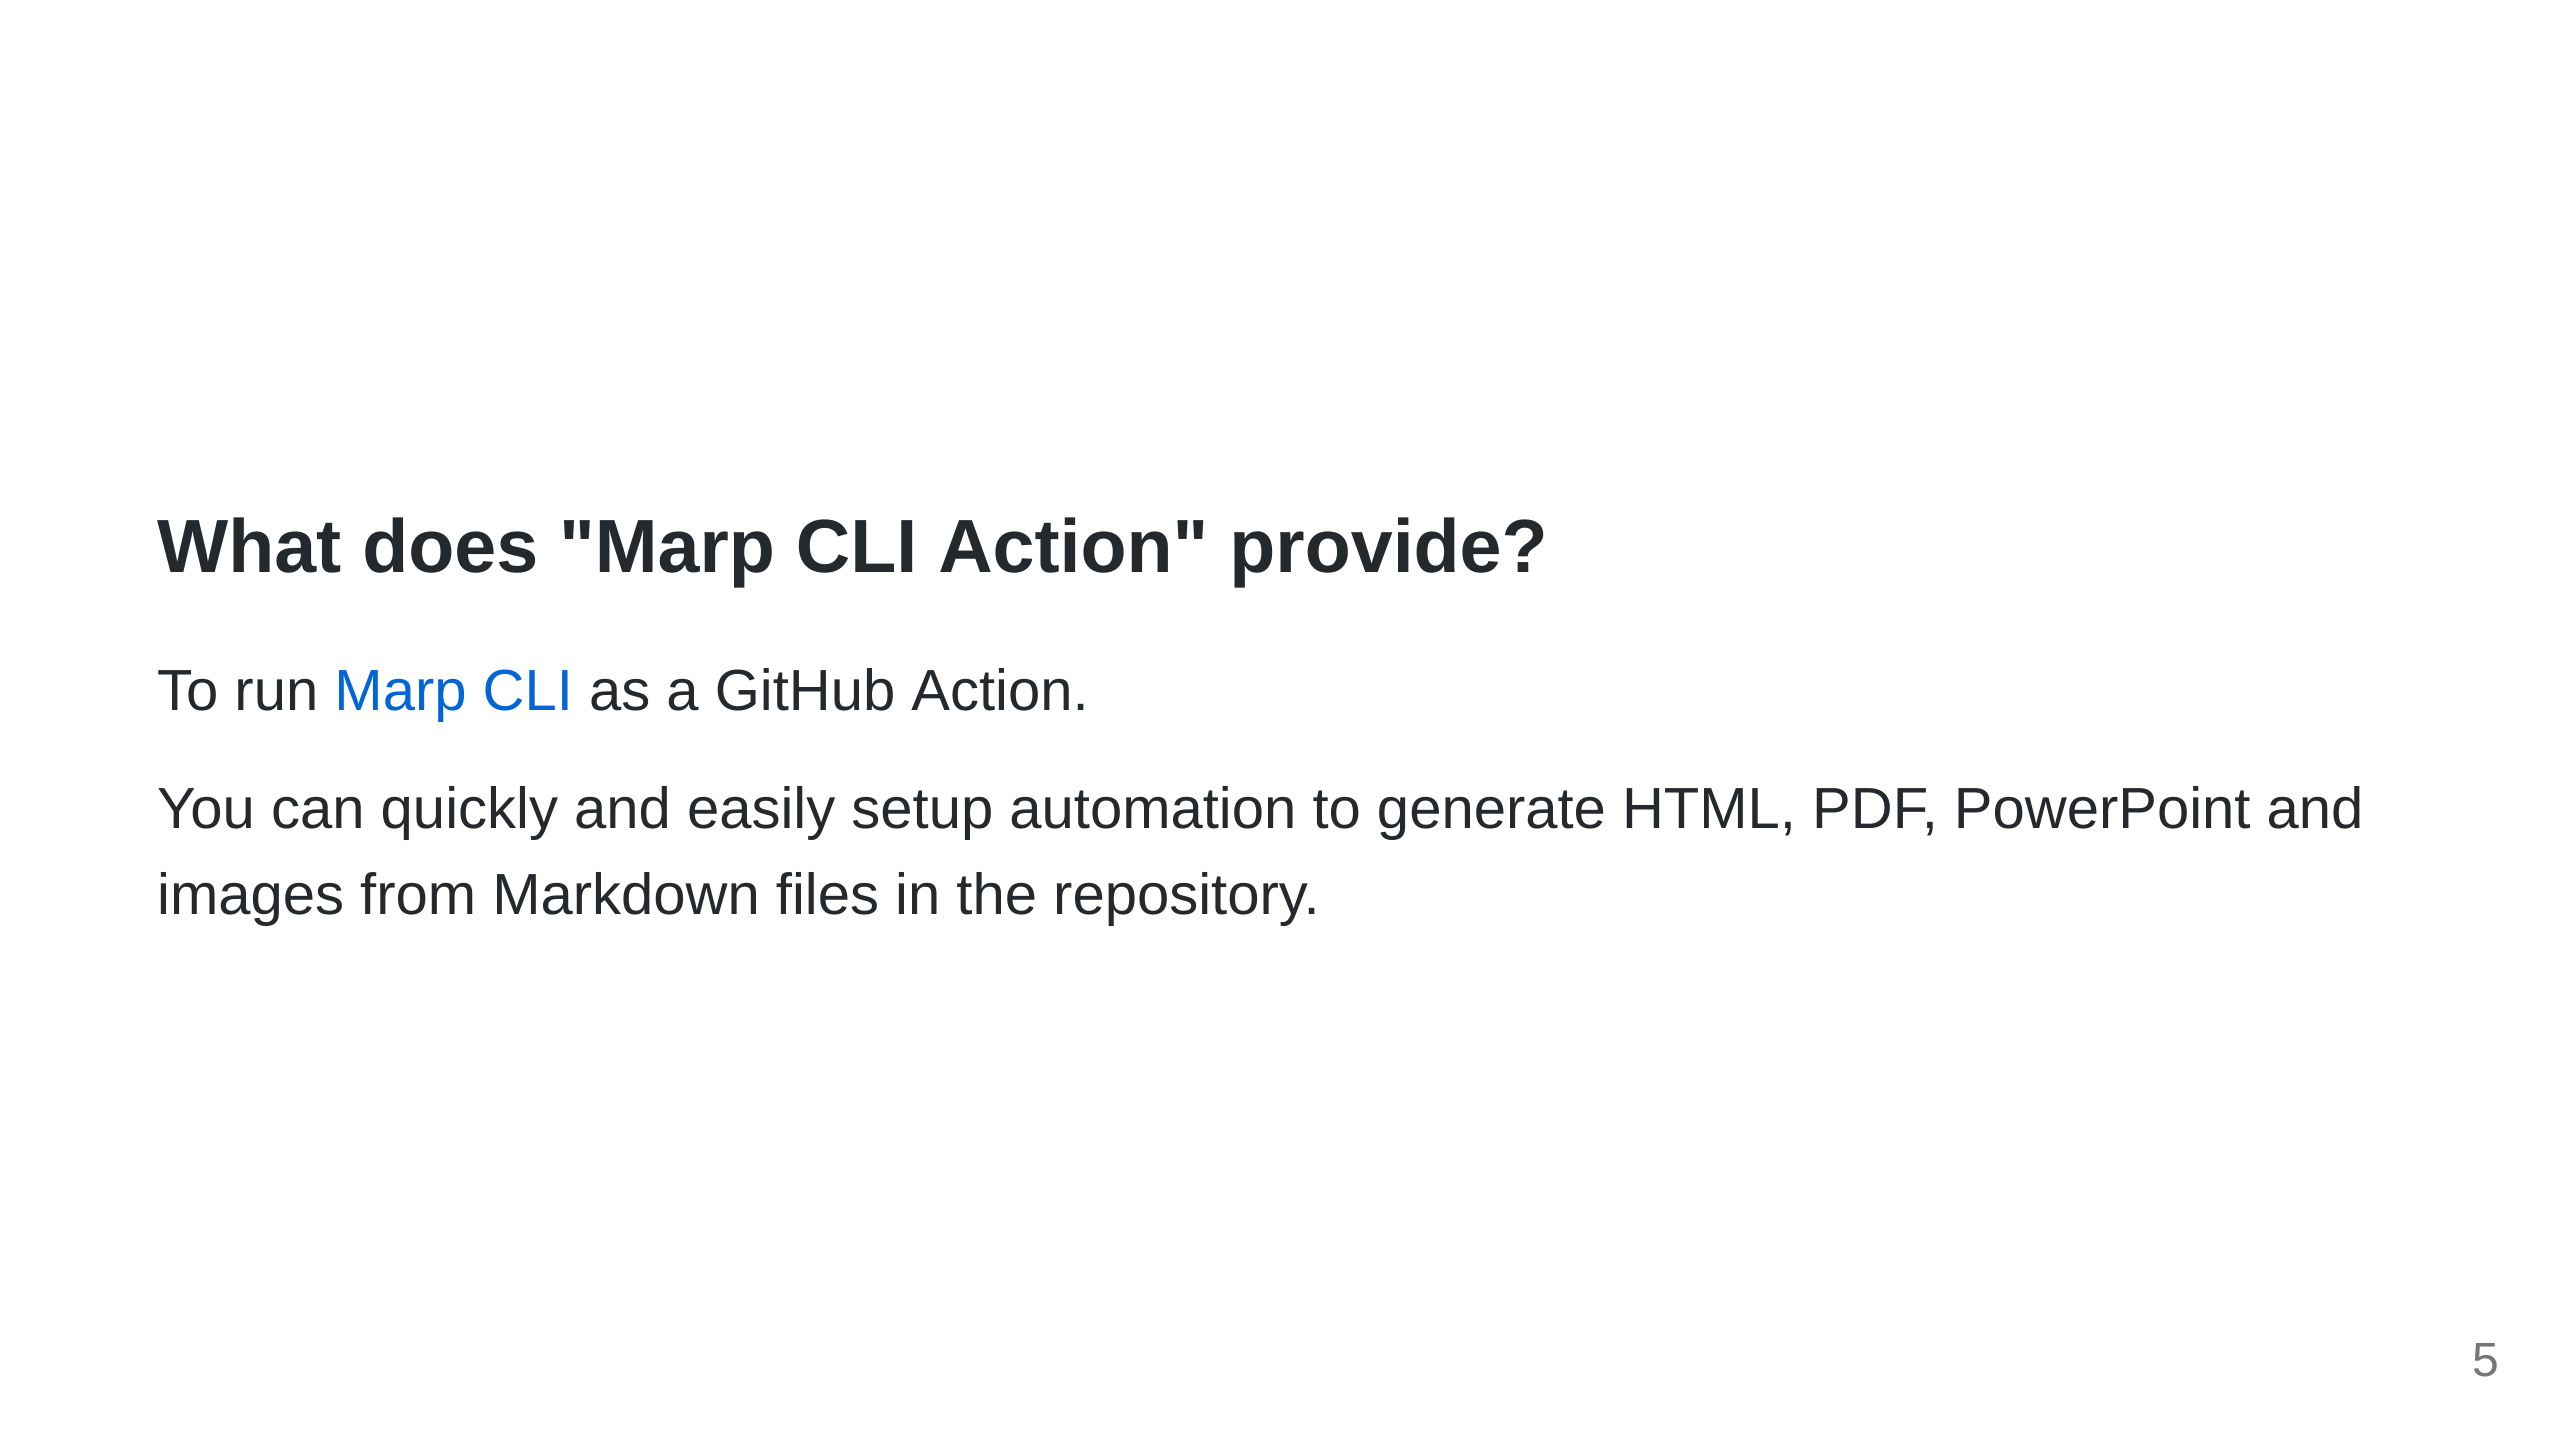 What does "Marp CLI Action" provide?
To run Marp CLI as a GitHub Action.
You can quickly and easily setup automation to generate HTML, PDF, PowerPoint and
images from Markdown files in the repository.
5